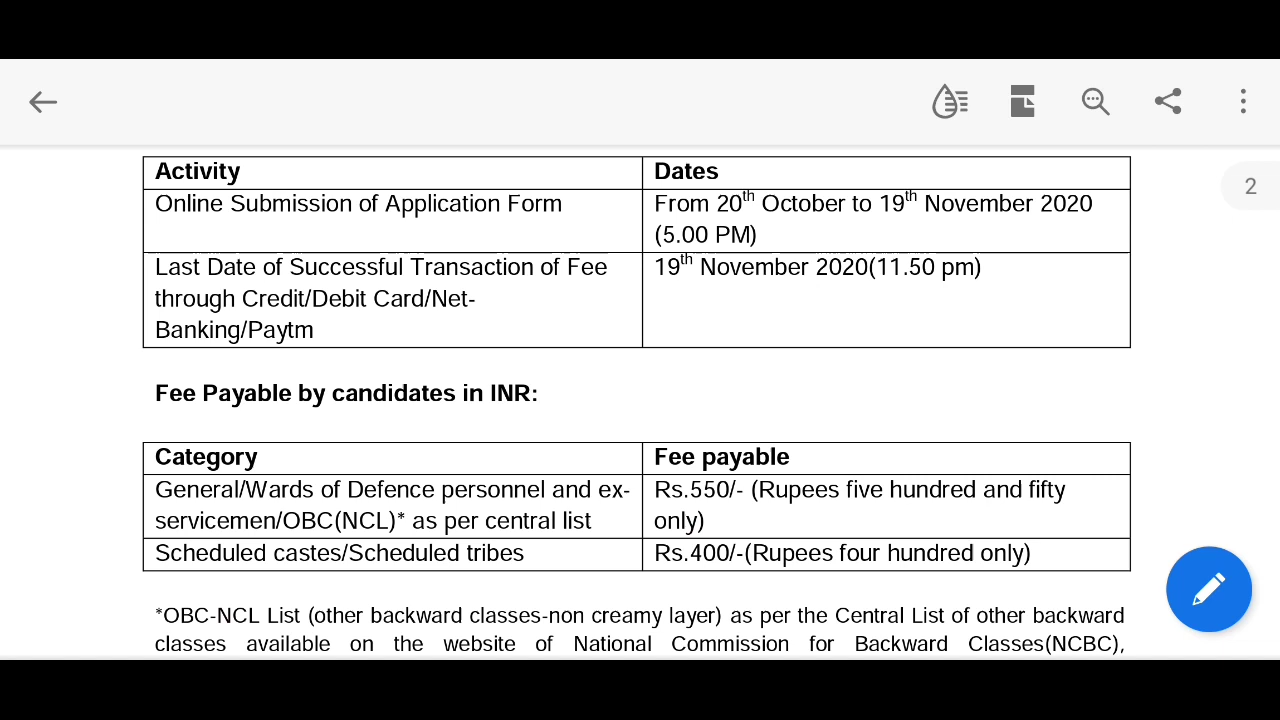 Activity Dates
Online Submission of Application Form From 20th October to 19th November 2020
(5.00 PM)
Last Date of Successful Transaction of Fee 19th November 2020(11.50 pm)
through Credit/Debit Card/Net-
Banking/Paytm
2
Fee Payable by candidates in INR:
Category Fee payable
General/Wards of Defence personnel and ex- Rs.550/- (Rupees five hundred and fifty
servicemen/OBC(NCL)* as per central list only)
Scheduled castes/Scheduled tribes Rs.400/-(Rupees four hundred only)
*OBC-NCL List (other backward classes-non creamy layer) as per the Central List of other backward
classes available on the website of National Commission for Backward Classes(NCBC),